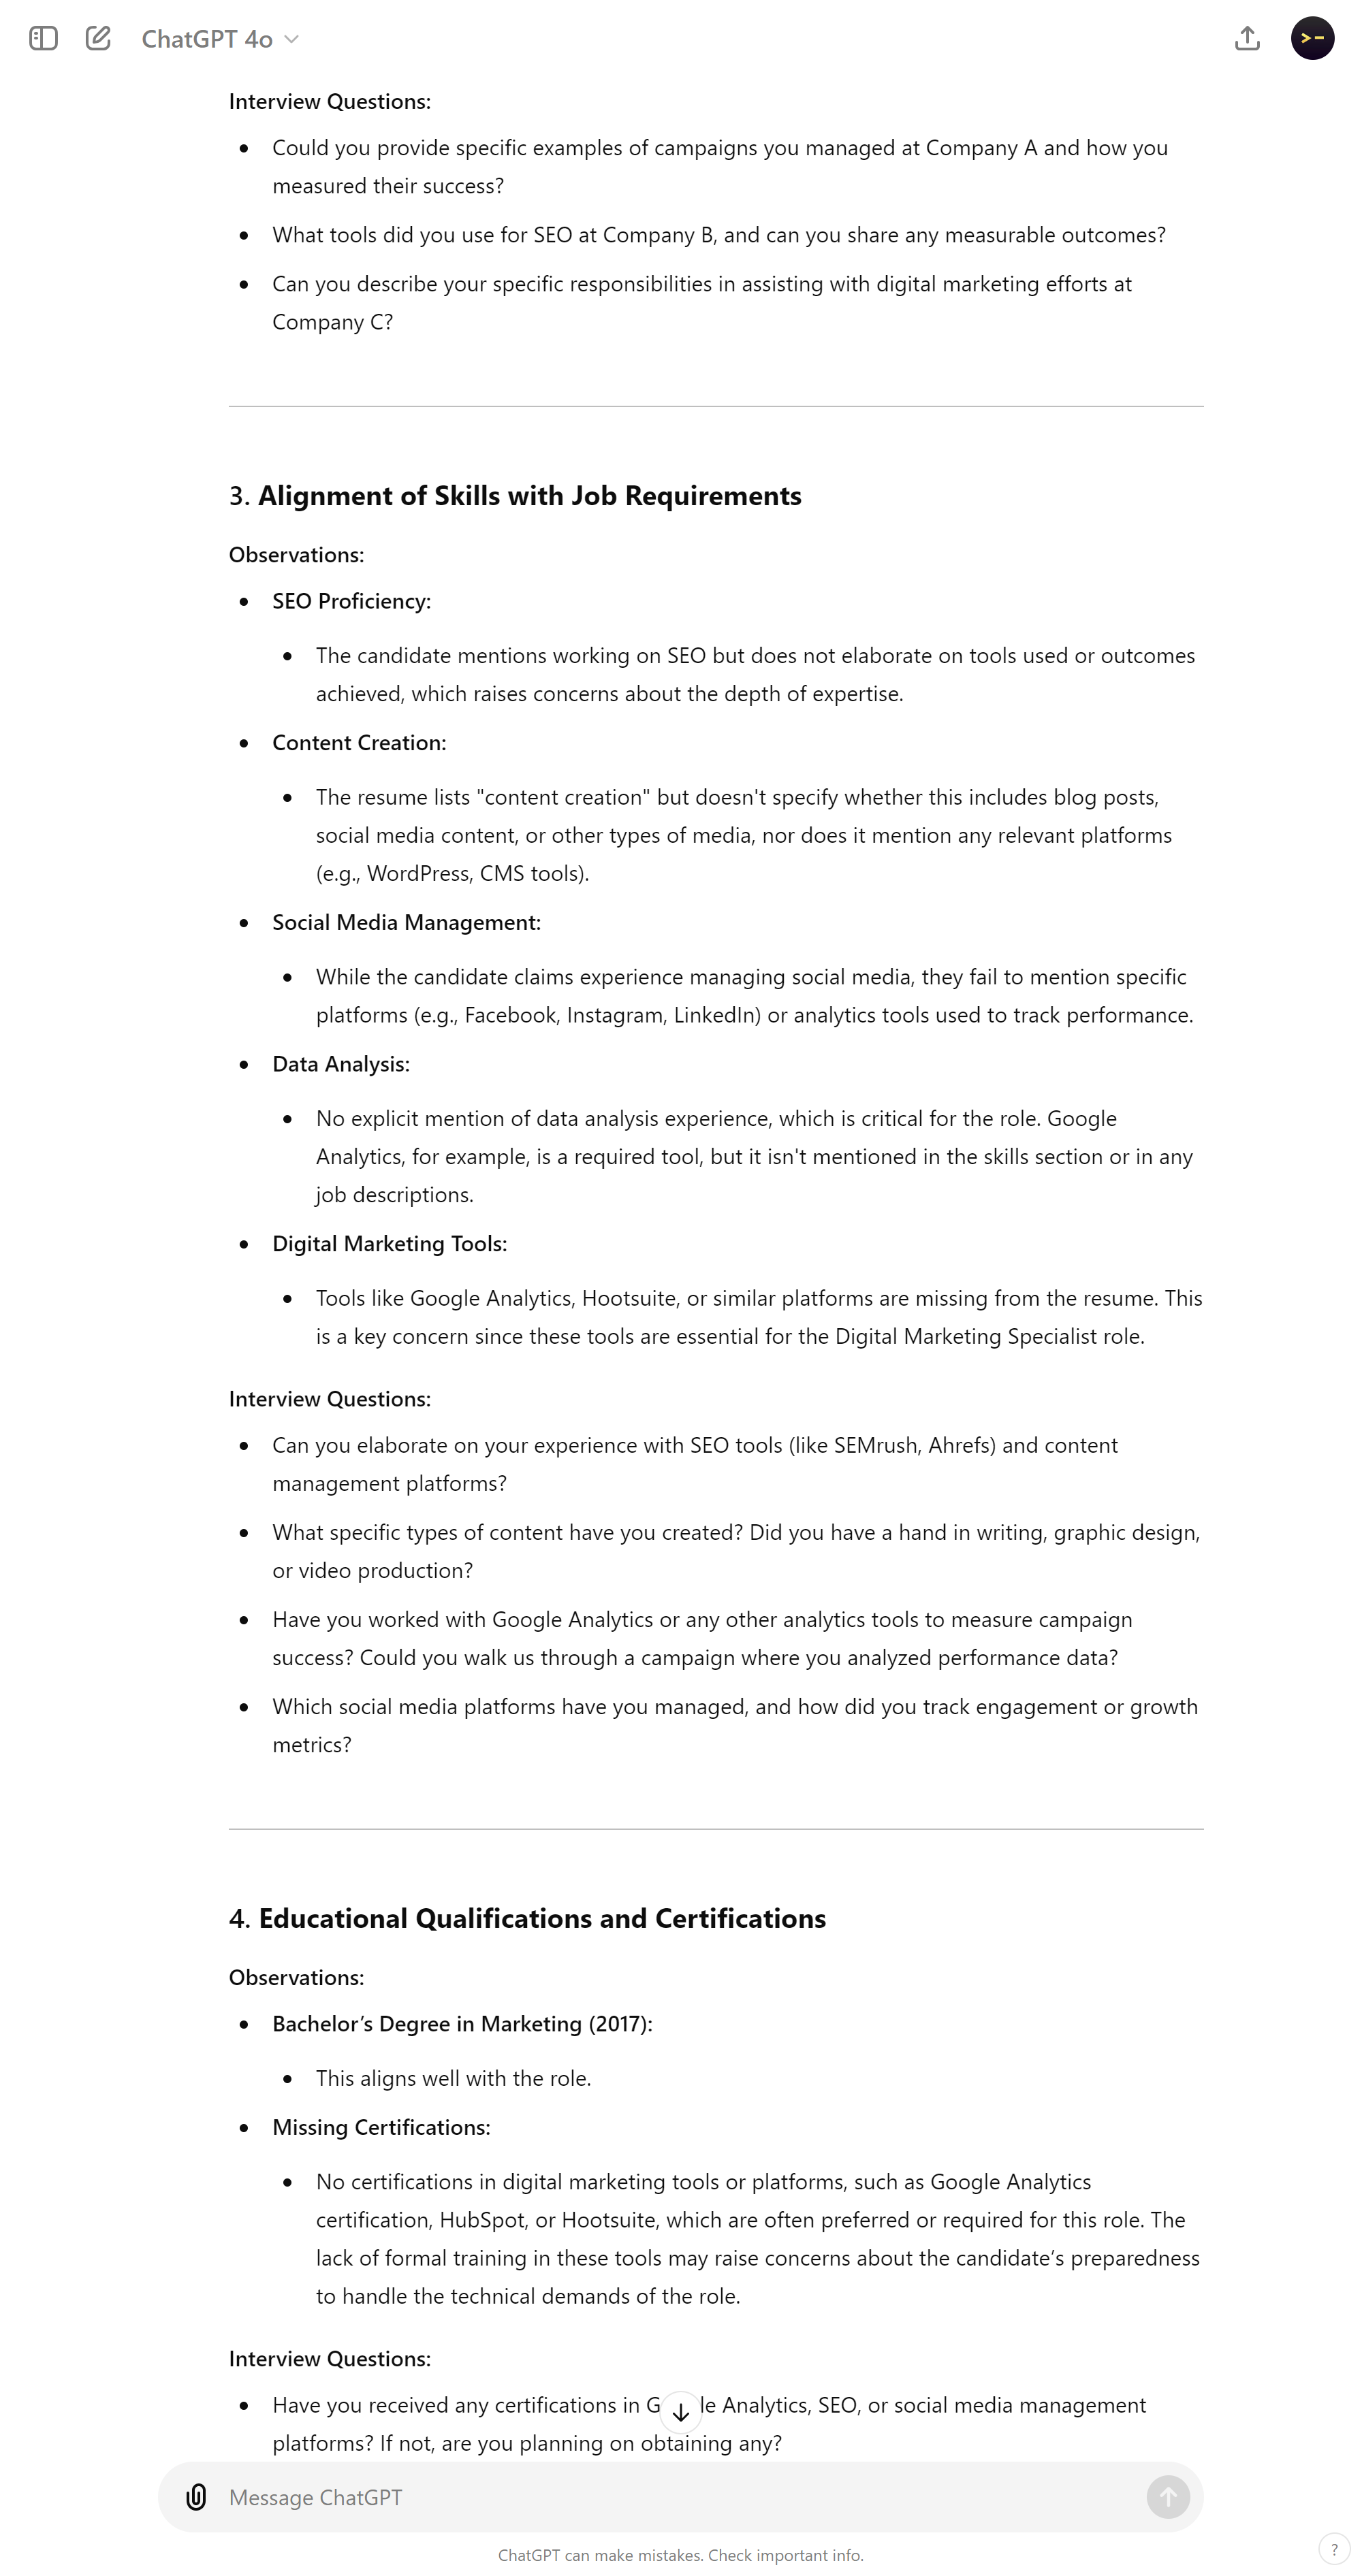 ChatGPT 4o
>-
Interview Questions:
Could you provide specific examples of campaigns you managed at Company A and how you
measured their success?
What tools did you use for SEO at Company B, and can you share any measurable outcomes?
Can you describe your specific responsibilities in assisting with digital marketing efforts at
Company C?
3. Alignment of Skills with Job Requirements
Observations:
SEO Proficiency:
The candidate mentions working on SEO but does not elaborate on tools used or outcomes
achieved, which raises concerns about the depth of expertise.
Content Creation:
The resume lists "content creation" but doesn't specify whether this includes blog posts,
social media content, or other types of media, nor does it mention any relevant platforms
(e.g., WordPress, CMS tools).
Social Media Management:
While the candidate claims experience managing social media, they fail to mention specific
platforms (e.g., Facebook, Instagram, LinkedIn) or analytics tools used to track performance.
Data Analysis:
No explicit mention of data analysis experience, which is critical for the role. Google
Analytics, for example, is a required tool, but it isn't mentioned in the skills section or in any
job descriptions.
Digital Marketing Tools:
Tools like Google Analytics, Hootsuite, or similar platforms are missing from the resume. This
is a key concern since these tools are essential for the Digital Marketing Specialist role.
Interview Questions:
Can you elaborate on your experience with SEO tools (like SEMrush, Ahrefs) and content
management platforms?
What specific types of content have you created? Did you have a hand in writing, graphic design,
or video production?
Have you worked with Google Analytics or any other analytics tools to measure campaign
success? Could you walk us through a campaign where you analyzed performance data?
Which social media platforms have you managed, and how did you track engagement or growth
metrics?
4. Educational Qualifications and Certifications
Observations:
Bachelor’s Degree in Marketing (2017):
This aligns well with the role.
Missing Certifications:
No certifications in digital marketing tools or platforms, such as Google Analytics
certification, HubSpot, or Hootsuite, which are often preferred or required for this role. The
lack of formal training in these tools may raise concerns about the candidate’s preparedness
to handle the technical demands of the role.
Interview Questions:
Have you received any certifications in G le Analytics, SEO, or social media management
platforms? If not, are you planning on obtaining any?
Message ChatGPT
ChatGPT can make mistakes. Check important info.
?